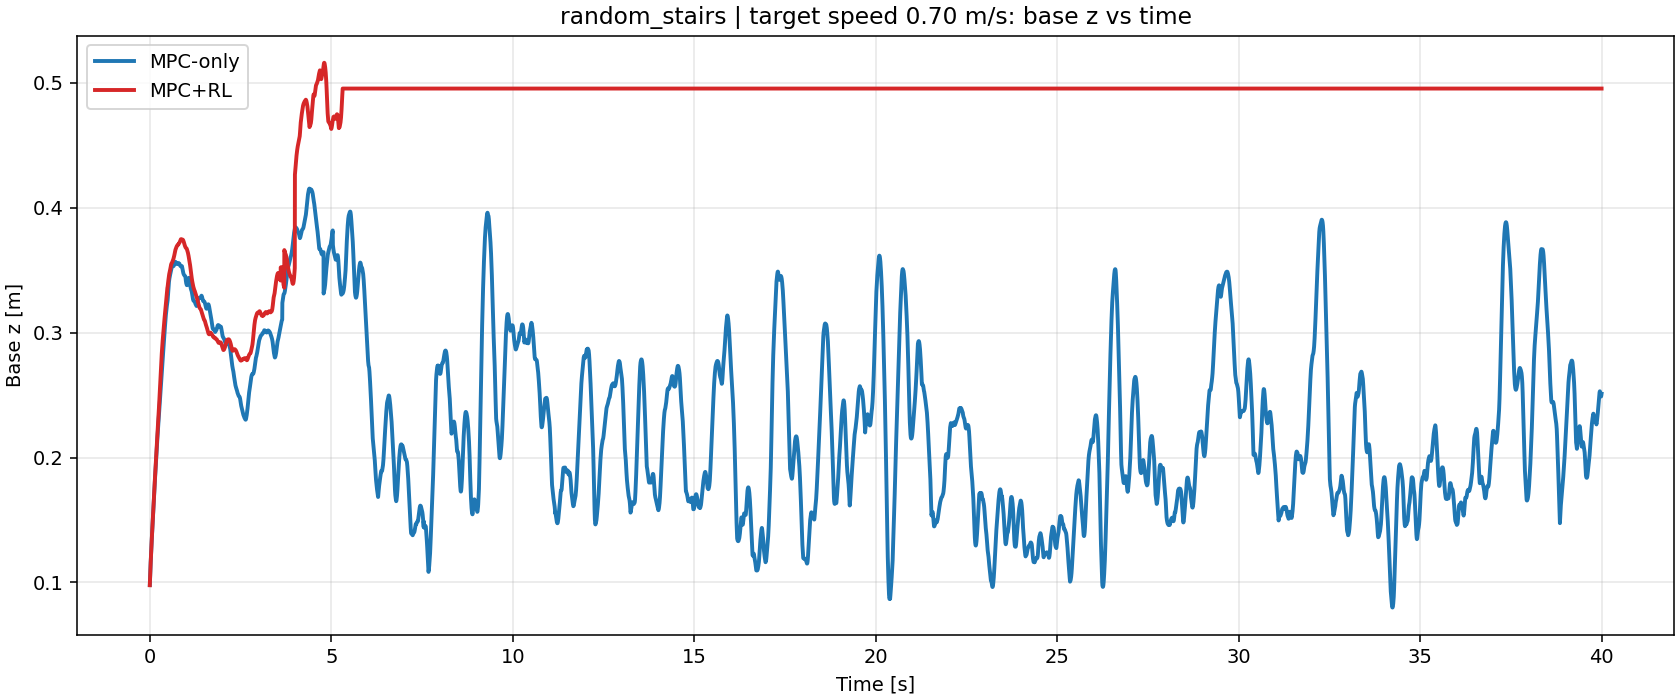 random_stairs | target speed 0.70 m/s: base z vs time
MPC-only
MPC+RL
Base z [m]
0.5
0.4
0.3
0.2
0.1
0 5 10 15 20 25 30 35 40
Time [s]